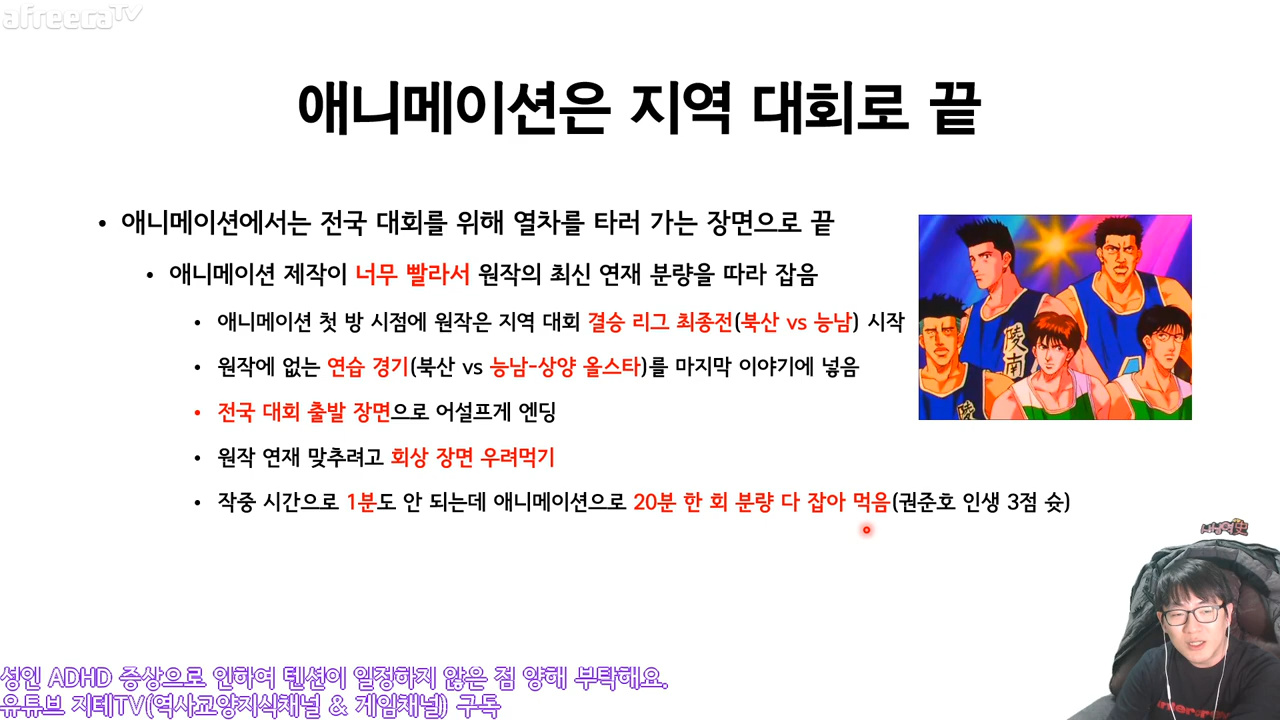 afreecaTV
애니메이션은 지역 대회로 끝
• 애니메이션에서는 전국 대회를 위해 열차를 타러 가는 장면으로 끝
• 애니메이션 제작이 너무 빨라서 원작의 최신 연재 분량을 따라 잡음
• 애니메이션 첫 방 시점에 원작은 지역 대회 결승 리그 최종전(북산 vs 능남) 시작
• 원작에 없는 연습 경기(북산 vs 능남-상양 올스타)를 마지막 이야기에 넣음
• 전국 대회 출발 장면으로 어설프게 엔딩
• 원작 연재 맞추려고 회상 장면 우려먹기
• 작중 시간으로 1분도 안 되는데 애니메이션으로 20분 한 회 분량 다 잡아 먹음(권준호 인생 3점 슛)
陵南
陵
성인 ADHD 증상으로 인하여 텐션이 일정하지 않은 점 양해 부탁해요.
유튜브 지테TV(역사교양지식채널 & 게임채널) 구독